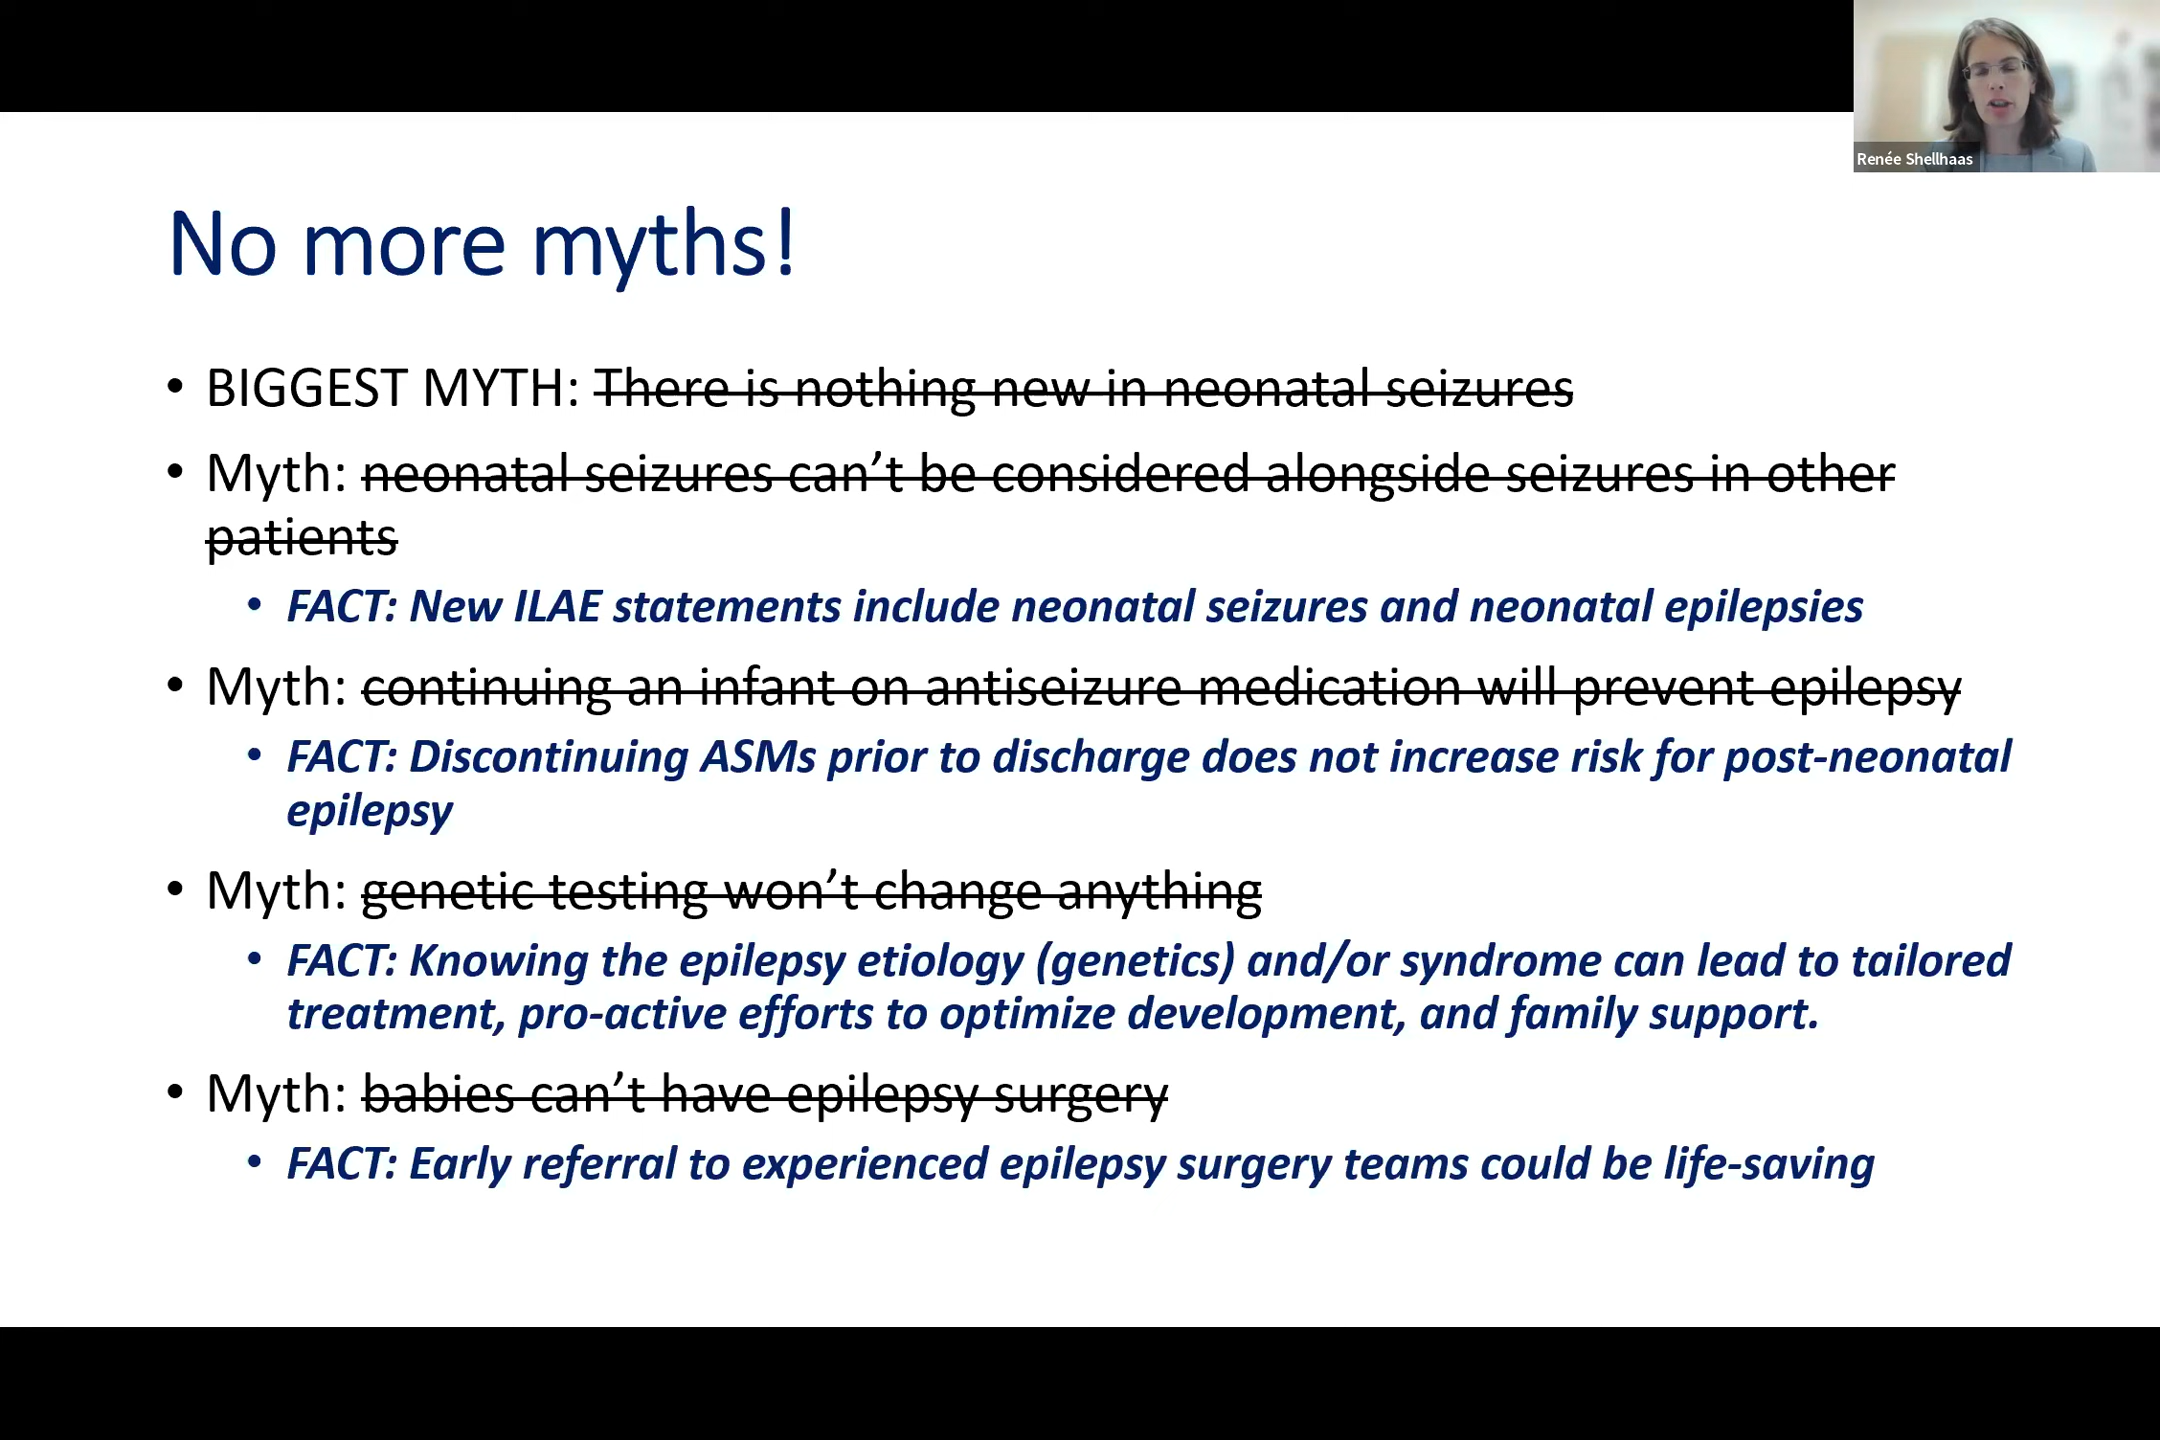 Renée Shellhaas
No more myths!
• BIGGEST MYTH: There is nothing new in neonatal seizures
• Myth: neonatal seizures can’t be considered alongside seizures in other
patients
• FACT: New ILAE statements include neonatal seizures and neonatal epilepsies
• Myth: continuing an infant on antiseizure medication will prevent epilepsy
• FACT: Discontinuing ASMs prior to discharge does not increase risk for post-neonatal
epilepsy
• Myth: genetic testing won’t change anything
• FACT: Knowing the epilepsy etiology (genetics) and/or syndrome can lead to tailored
treatment, pro-active efforts to optimize development, and family support.
• Myth: babies can’t have epilepsy surgery
• FACT: Early referral to experienced epilepsy surgery teams could be life-saving